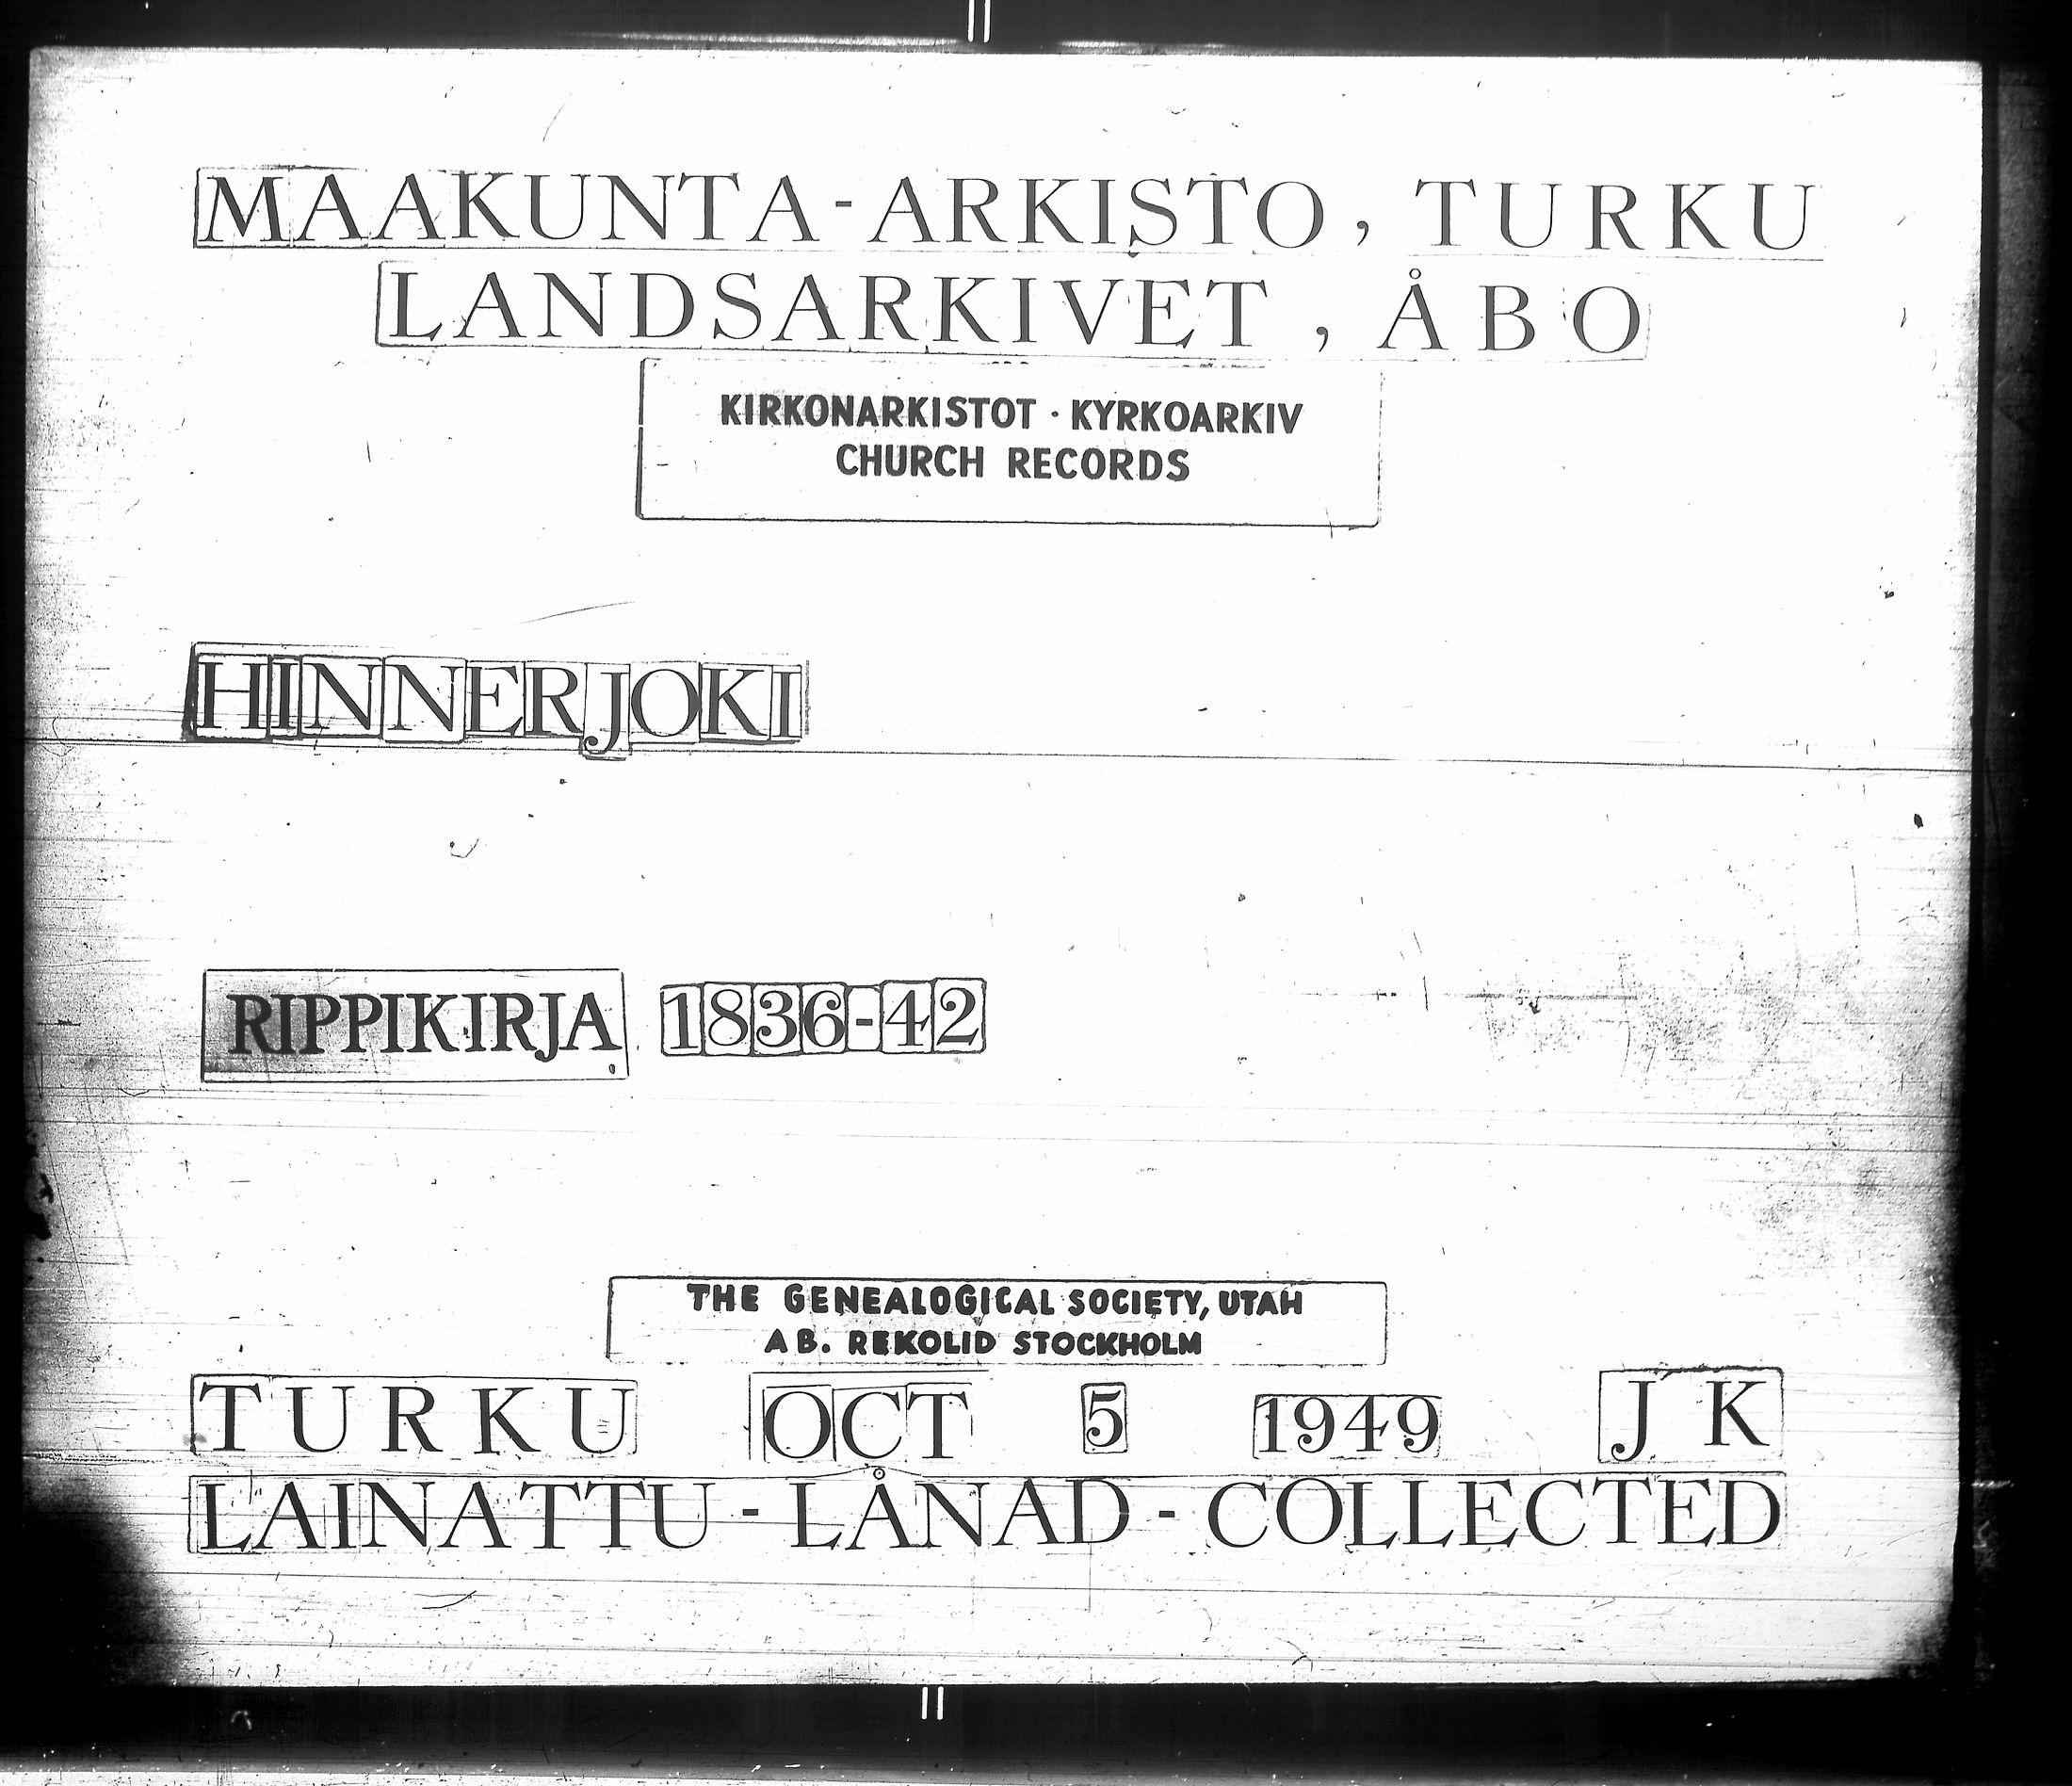 MAAKUNTA-ARKISTO, TURKU
LANDSARKIVET, ÅBO
KIRKONARKISTOT · KYRKOARKIV
CHURCH RECORDS
HINNERJOKI
RIPPIKIRJA 1836-42
THE GENEALOGICAL SOCIETY, UTAH
AB. REKOLID STOCKHOLM
TURKU OCT 5 1949 J K
LAINATTU - LÅNAD - COLLECTED